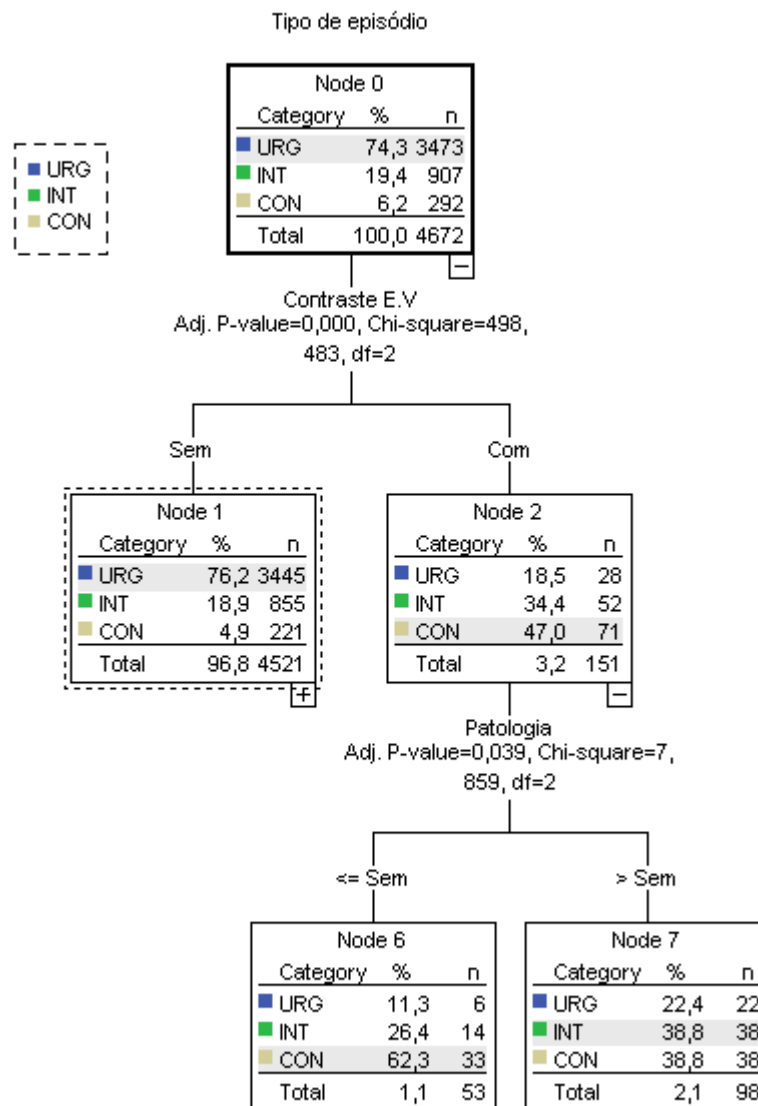 Tipo de episódio
URG
INT
CON
Node 0
Category % n
URG 74,3 3473
INT 19,4 907
CON 6,2 292
Total 100,0 4672
Contraste E.V
Adj. P-value=0,000, Chi-square=498,
483, df=2
Sem
Com
Node 1
Category % n
URG 76,2 3445
INT 18,9 855
CON 4,9 221
Total 96,8 4521
Node 2
Category % n
URG 18,5 28
INT 34,4 52
CON 47,0 71
Total 3,2 151
Patologia
Adj. P-value=0,039, Chi-square=7,
859, df=2
<= Sem
> Sem
Node 6
Category % n
URG 11,3 6
INT 26,4 14
CON 62,3 33
Total 1,1 53
Node 7
Category % n
URG 22,4 22
INT 38,8 38
CON 38,8 38
Total 2,1 98